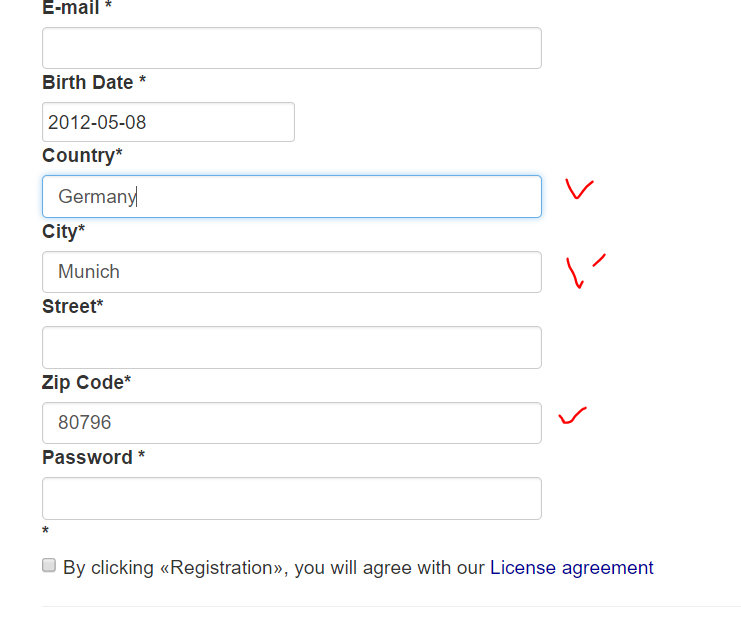 E-mail *
Birth Date *
2012-05-08
Country*
Germany
City*
Munich
Street*
Zip Code*
80796
Password *
*
By clicking «Registration», you will agree with our License agreement